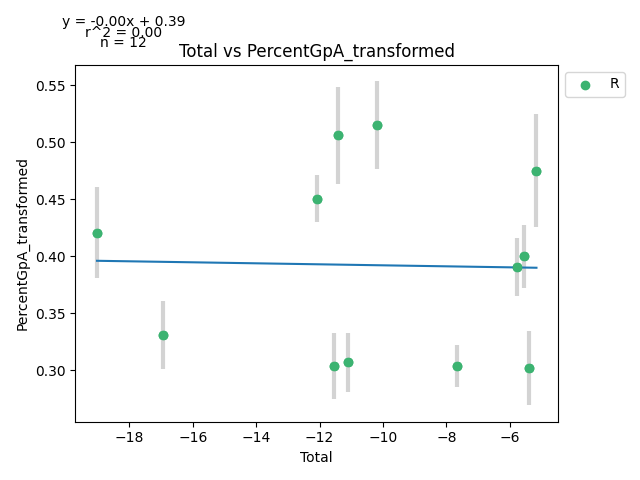 y = -0.00x + 0.39
r^2 = 0.00
n = 12
Total vs PercentGpA_transformed
R
PercentGpA_transformed
0.55
0.50
0.45
0.40
0.35
0.30
−18
−16
−14
−12
−10
−8
−6
Total